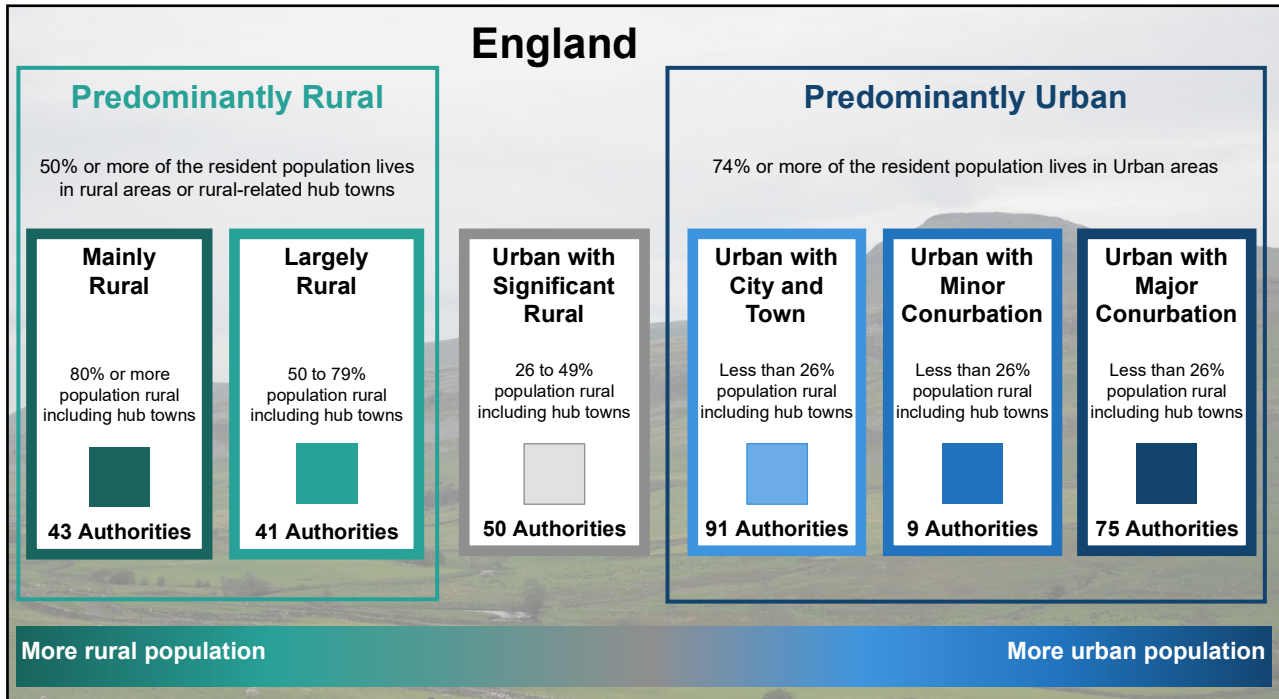 England
Predominantly Rural
50% or more of the resident population lives
in rural areas or rural-related hub towns
Mainly
Rural
80% or more
population rural
including hub towns
43 Authorities
Largely
Rural
50 to 79%
population rural
including hub towns
41 Authorities
Urban with
Significant
Rural
26 to 49%
population rural
including hub towns
50 Authorities
Predominantly Urban
74% or more of the resident population lives in Urban areas
Urban with
City and
Town
Less than 26%
population rural
including hub towns
91 Authorities
Urban with
Minor
Conurbation
Less than 26%
population rural
including hub towns
9 Authorities
Urban with
Major
Conurbation
Less than 26%
population rural
including hub towns
75 Authorities
More rural population
More urban population